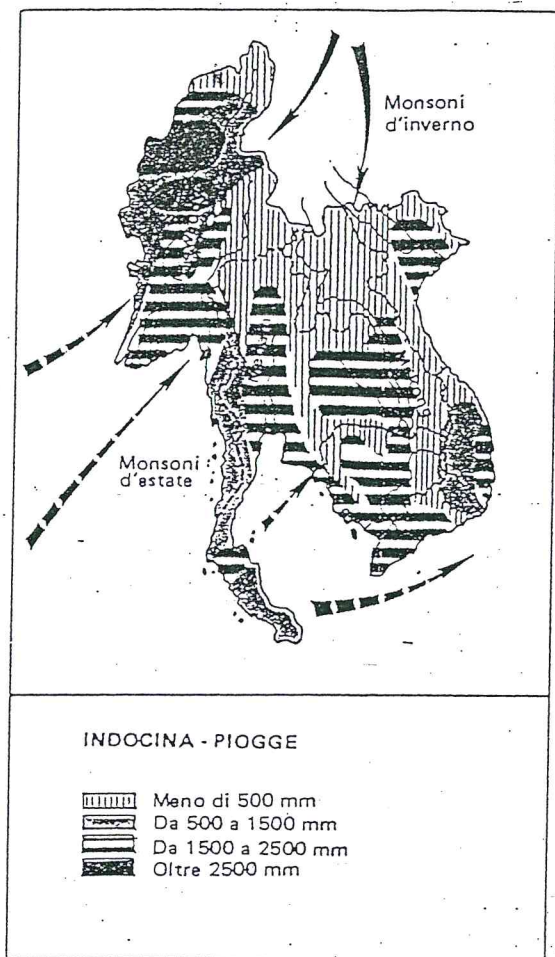 Monsoni
d'inverno
Monsoni
d'estate
INDOCINA - PIOGGE
Meno di 500 mm
Da 500 a 1500 mm
Da 1500 a 2500 mm
Oltre 2500 mm